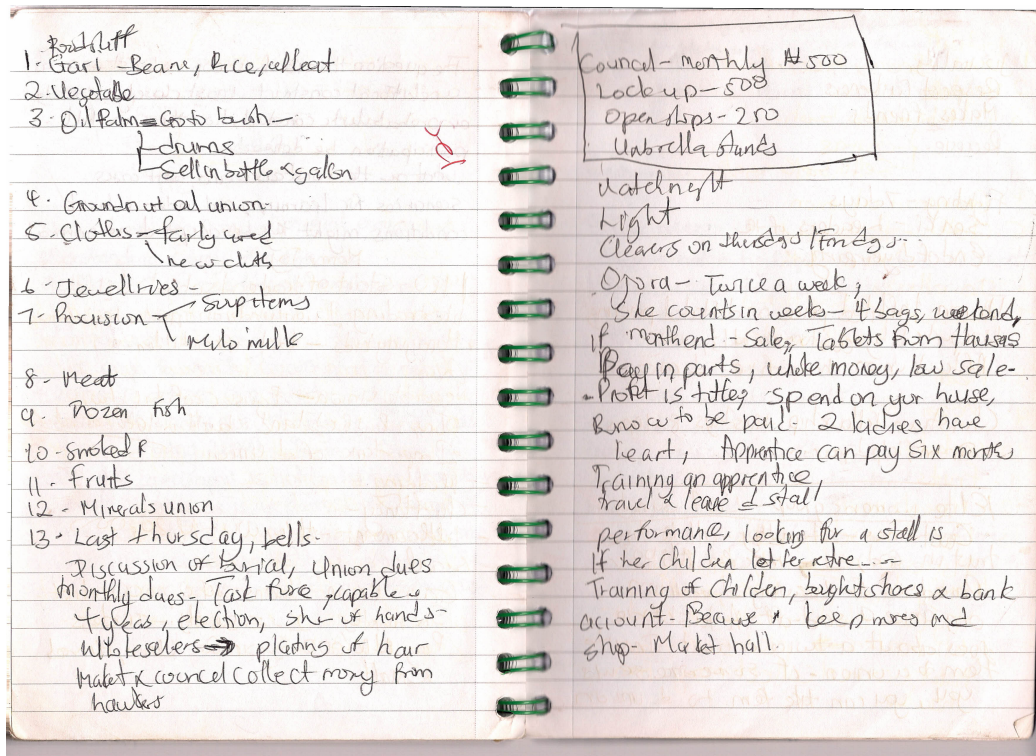 Foodstuff
1. Gari - Beans, Rice, wheat
2. Vegetable
3. Oil Palm = Go to bush -
drums
Sell in bottle & gallon
4. Groundnut oil union.
5. Cloths - fairly used
new cloths
6. Jewellries -
7. Provision - Soup items
Milo milk
8 - Meat
9. Fish
10 - Smoked
11 - Fruits
12 - Minerals union
13 - Last thursday, bells.
Discussion of burial, Union dues
monthly dues - Task force, capable
4 years, election, show of hands -
Wholesalers → plaiting of hair
Market & council collect money from
hawkers
Council - monthly ₦500
Lock up - 500
Open shops - 250
Umbrella stands
Watchnight
Light
Cleaners on thursdays / Fridays...
- Twice a week,
She counts in weeks - 4 bags, weekend,
if month end - Sales, Tablets from Hausas
Pay in parts, whole money, low sale -
Profit is spend on your house,
to be paid - 2 ladies have
heart, Apprentice can pay six months
Training an apprentice,
travel & leave stall
performance, looking for a stall is
If her children let her retire.....
Training of Children, bought shoes & bank
account - Because keep money and
shop - Market hall.